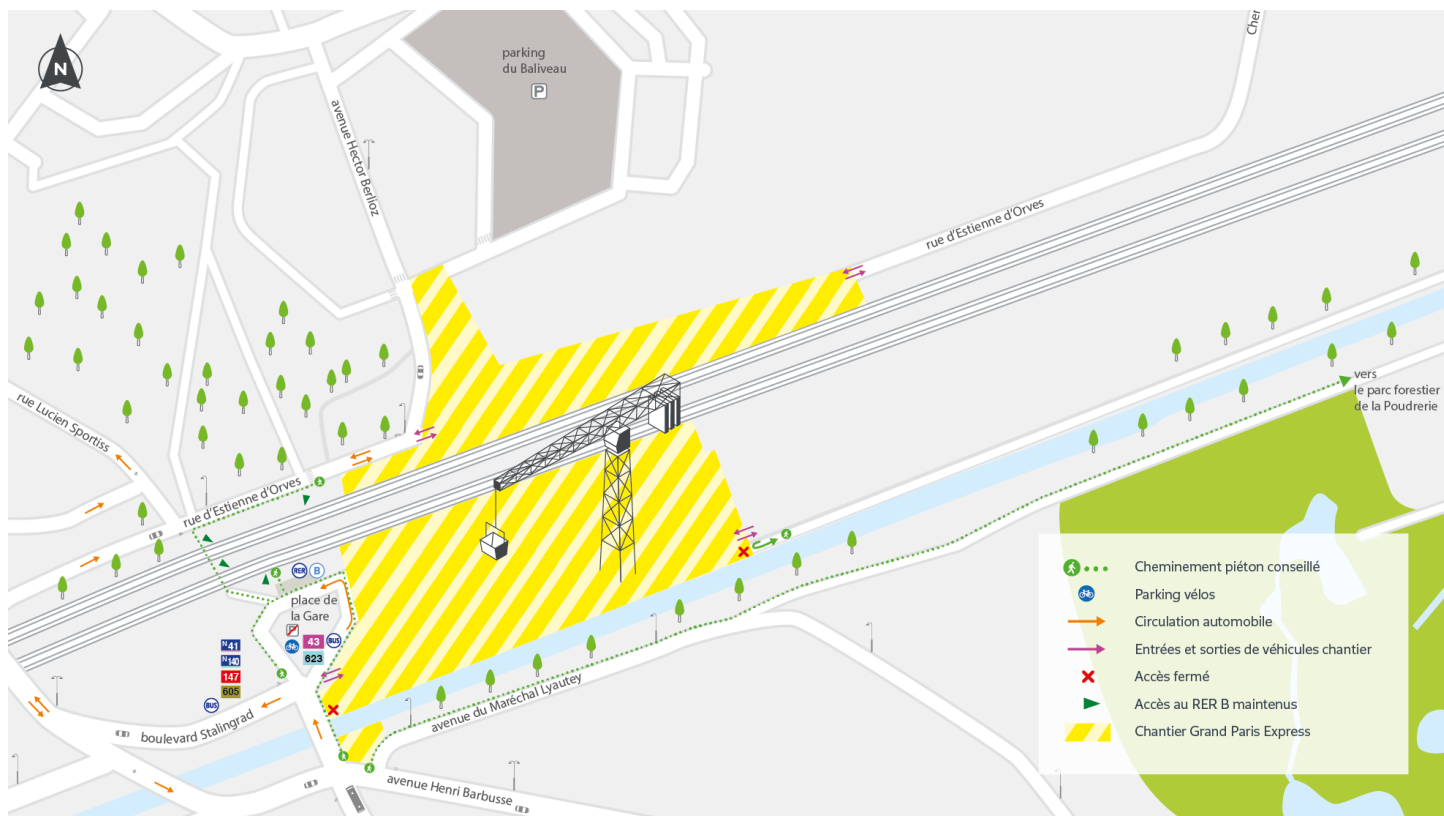 N
parking
du Baliveau
P
Cher
avenue Hector Berlioz
rue d'Estienne d'Orves
vers
le parc forestier
de la Poudrerie
rue Lucien Sportiss
rue d'Estienne d'Orves
RER B
place de
la Gare
P
43 BUS
623
N41
N140
147
605
BUS
boulevard Stalingrad
avenue du Maréchal Lyautey
avenue Henri Barbusse
Cheminement piéton conseillé
Parking vélos
Circulation automobile
Entrées et sorties de véhicules chantier
Accès fermé
Accès au RER B maintenus
Chantier Grand Paris Express